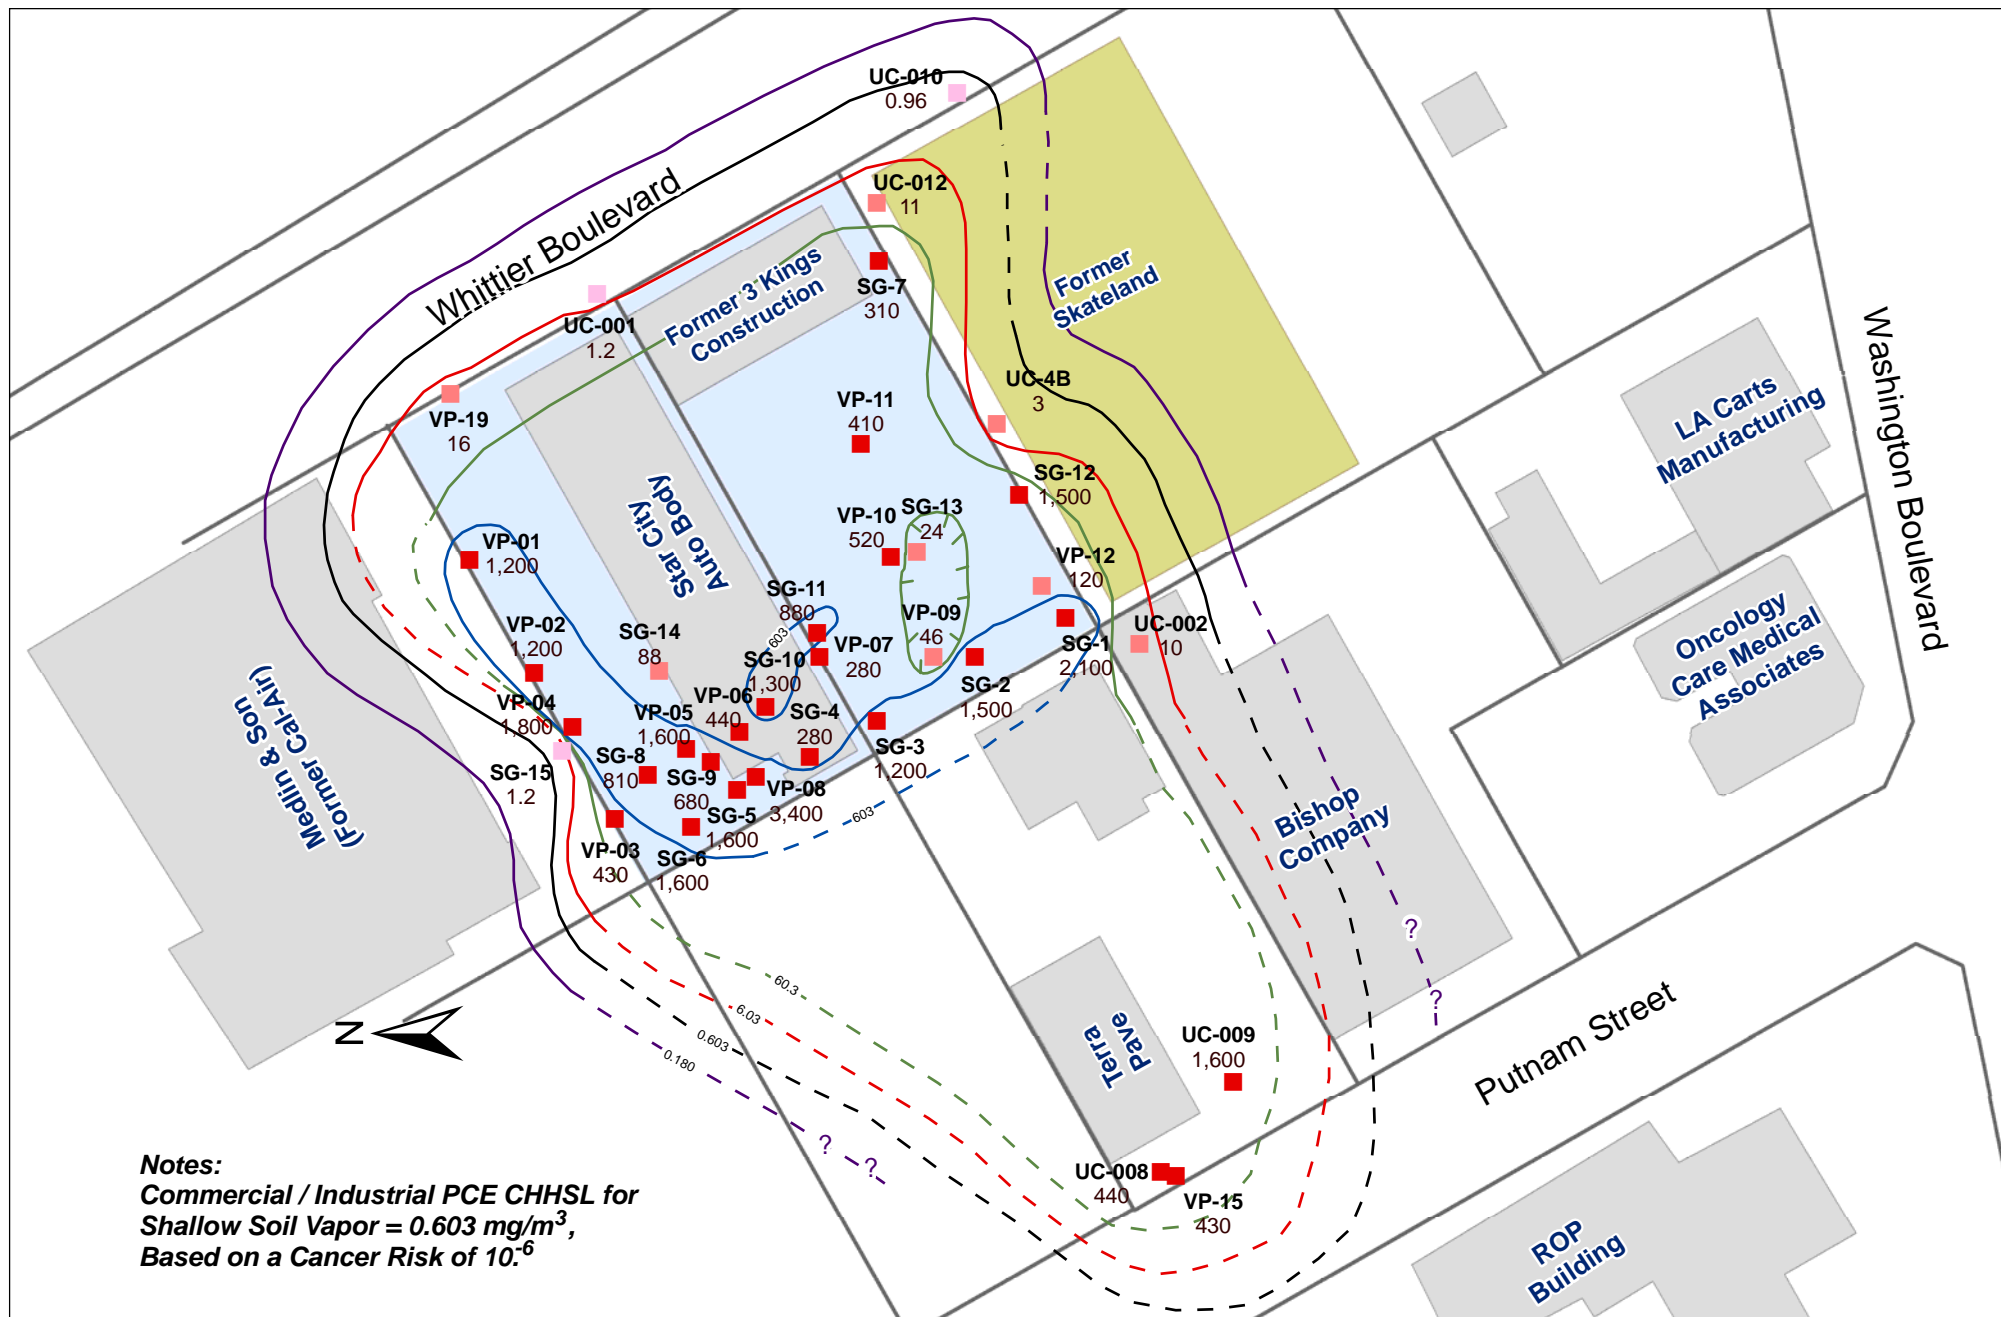 UC-010
0.96
Whittier Boulevard
UC-012
11
Former 3 Kings
Construction
SG-7
310
Former
Skateland
UC-001
1.2
Washington Boulevard
VP-19
16
VP-11
410
UC-4B
3
LA Carts
Manufacturing
SG-12
1,500
Star City
Auto Body
VP-10
520
SG-13
24
VP-01
1,200
VP-12
120
SG-11
880
603
VP-02
1,200
SG-14
88
VP-07
280
VP-09
46
SG-1
2,100
UC-002
10
Oncology
Care Medical
Associates
SG-10
1,300
SG-2
1,500
VP-04
1,800
VP-05
1,600
VP-06
440
SG-4
280
SG-3
1,200
Medlin & Son
(Former Cal-Air)
SG-15
1.2
SG-8
810
SG-9
680
VP-08
3,400
603
SG-5
1,600
VP-03
430
SG-6
1,600
Bishop
Company
?
?
60.3
6.03
0.603
0.180
N
Terra
Pave
UC-009
1,600
Putnam Street
?
?
UC-008
440
VP-15
430
ROP
Building
Notes:
Commercial / Industrial PCE CHHSL for
Shallow Soil Vapor = 0.603 mg/m³,
Based on a Cancer Risk of 10⁻⁶